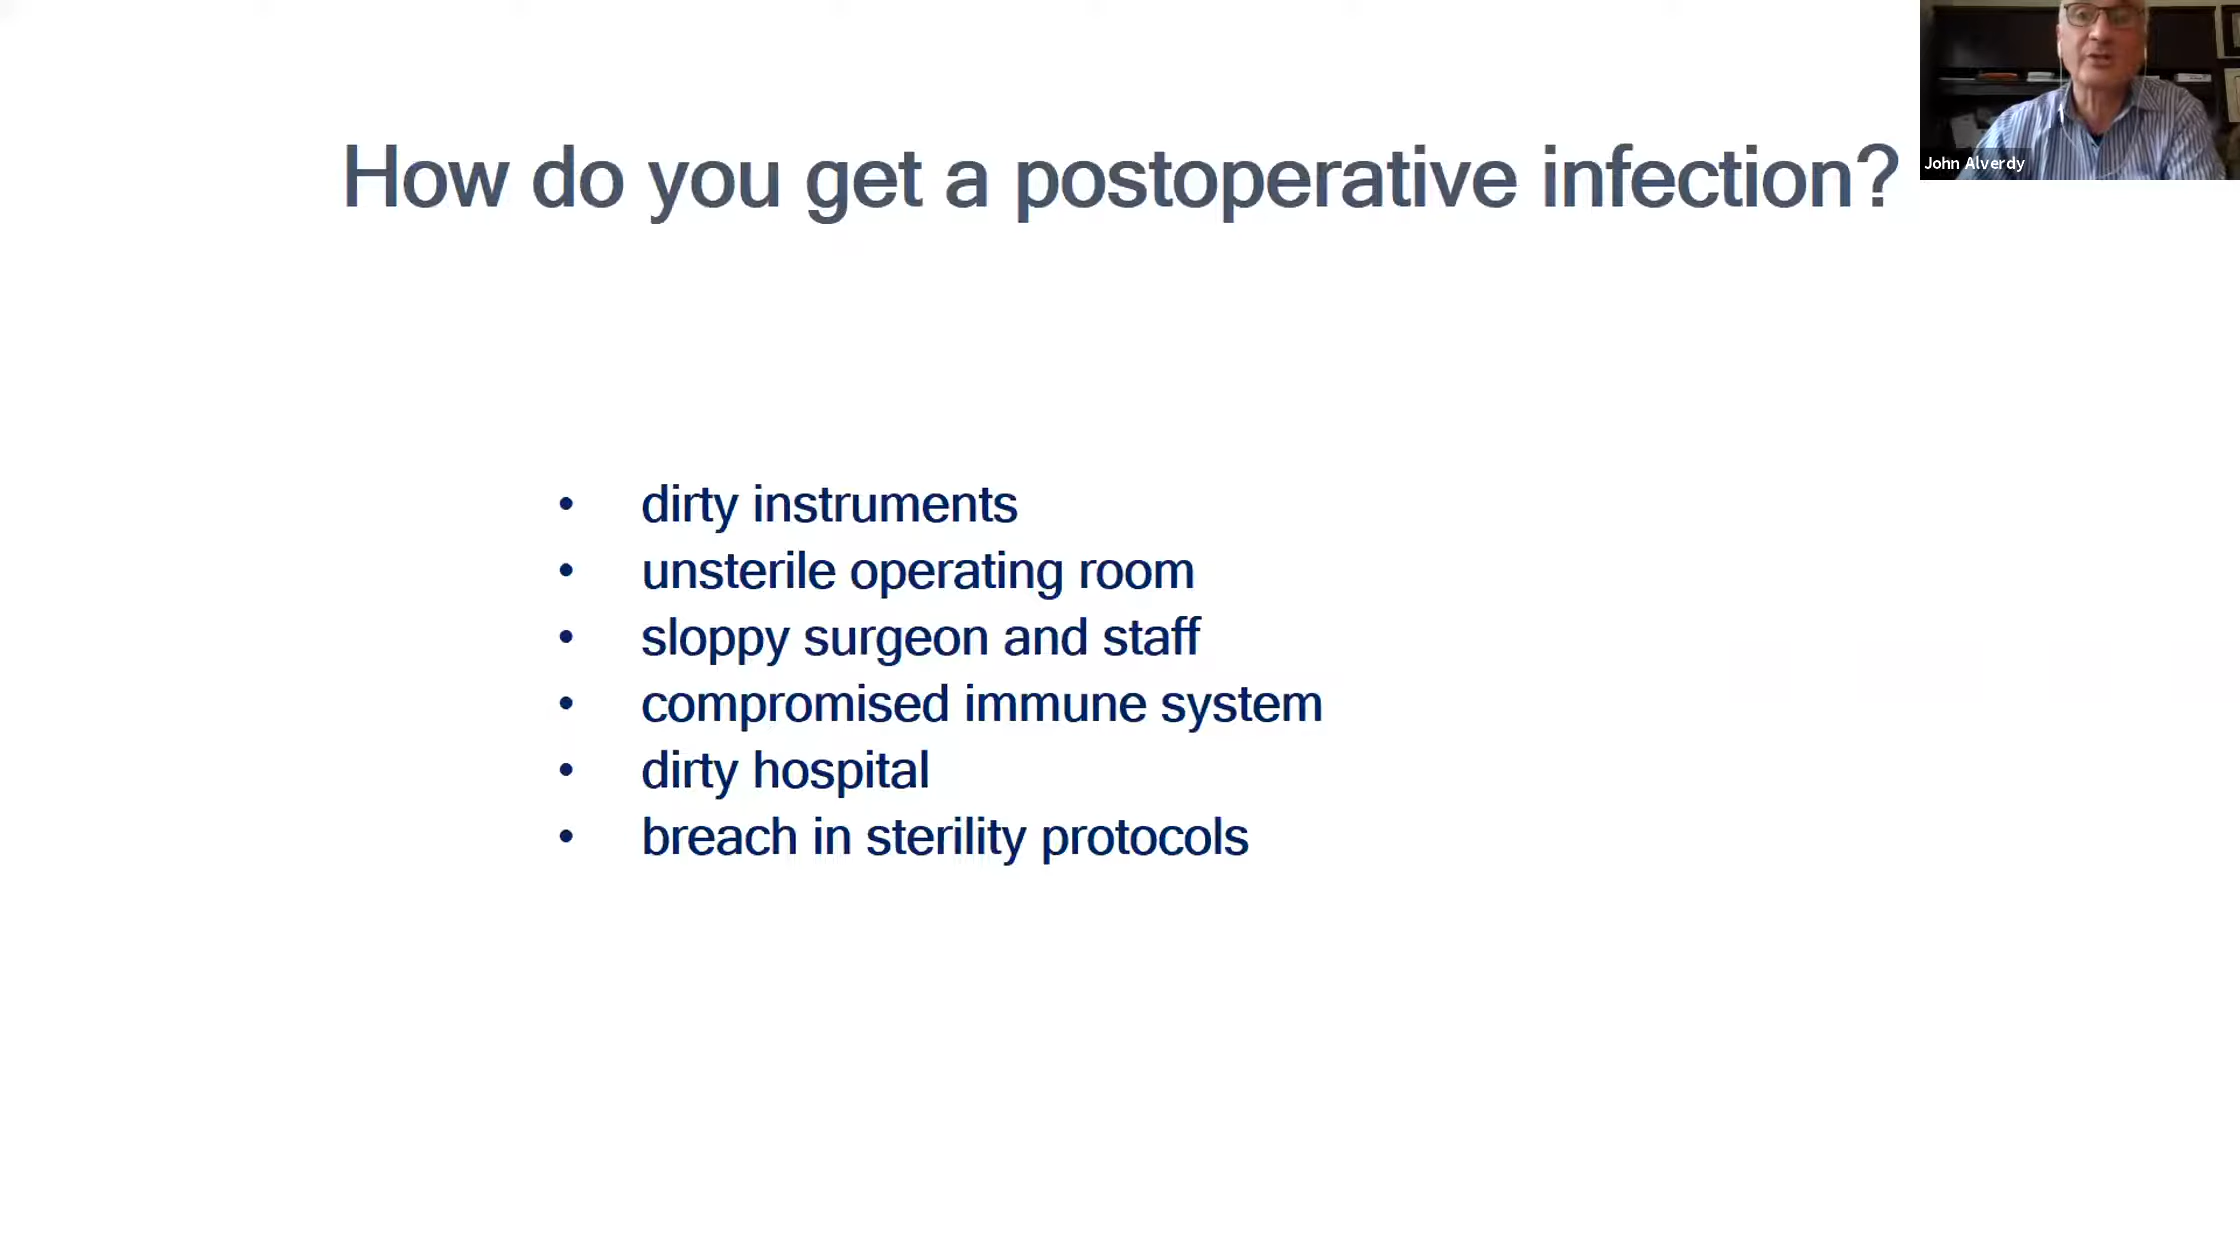 How do you get a postoperative infection?
John Alverdy
• dirty instruments
• unsterile operating room
• sloppy surgeon and staff
• compromised immune system
• dirty hospital
• breach in sterility protocols